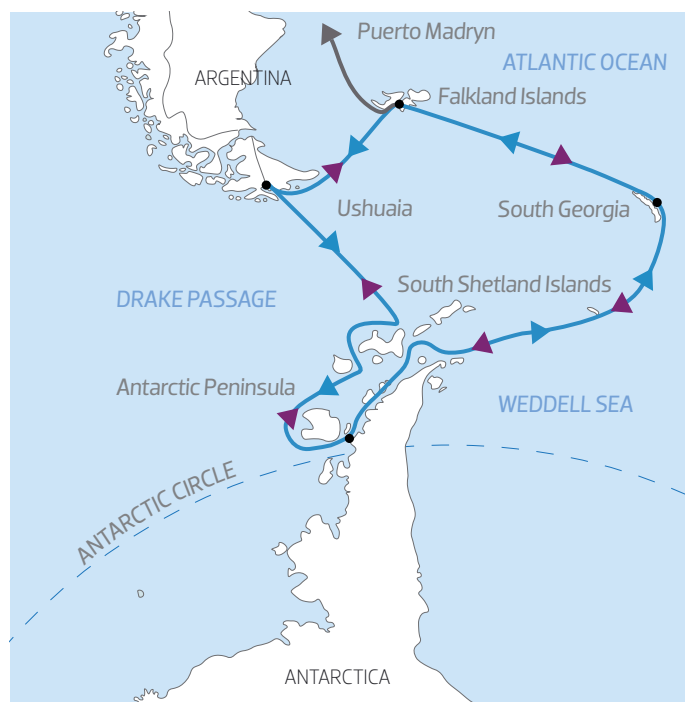 Puerto Madryn
ATLANTIC OCEAN
ARGENTINA
Falkland Islands
Ushuaia
South Georgia
South Shetland Islands
DRAKE PASSAGE
Antarctic Peninsula
WEDDELL SEA
ANTARCTIC CIRCLE
ANTARCTICA